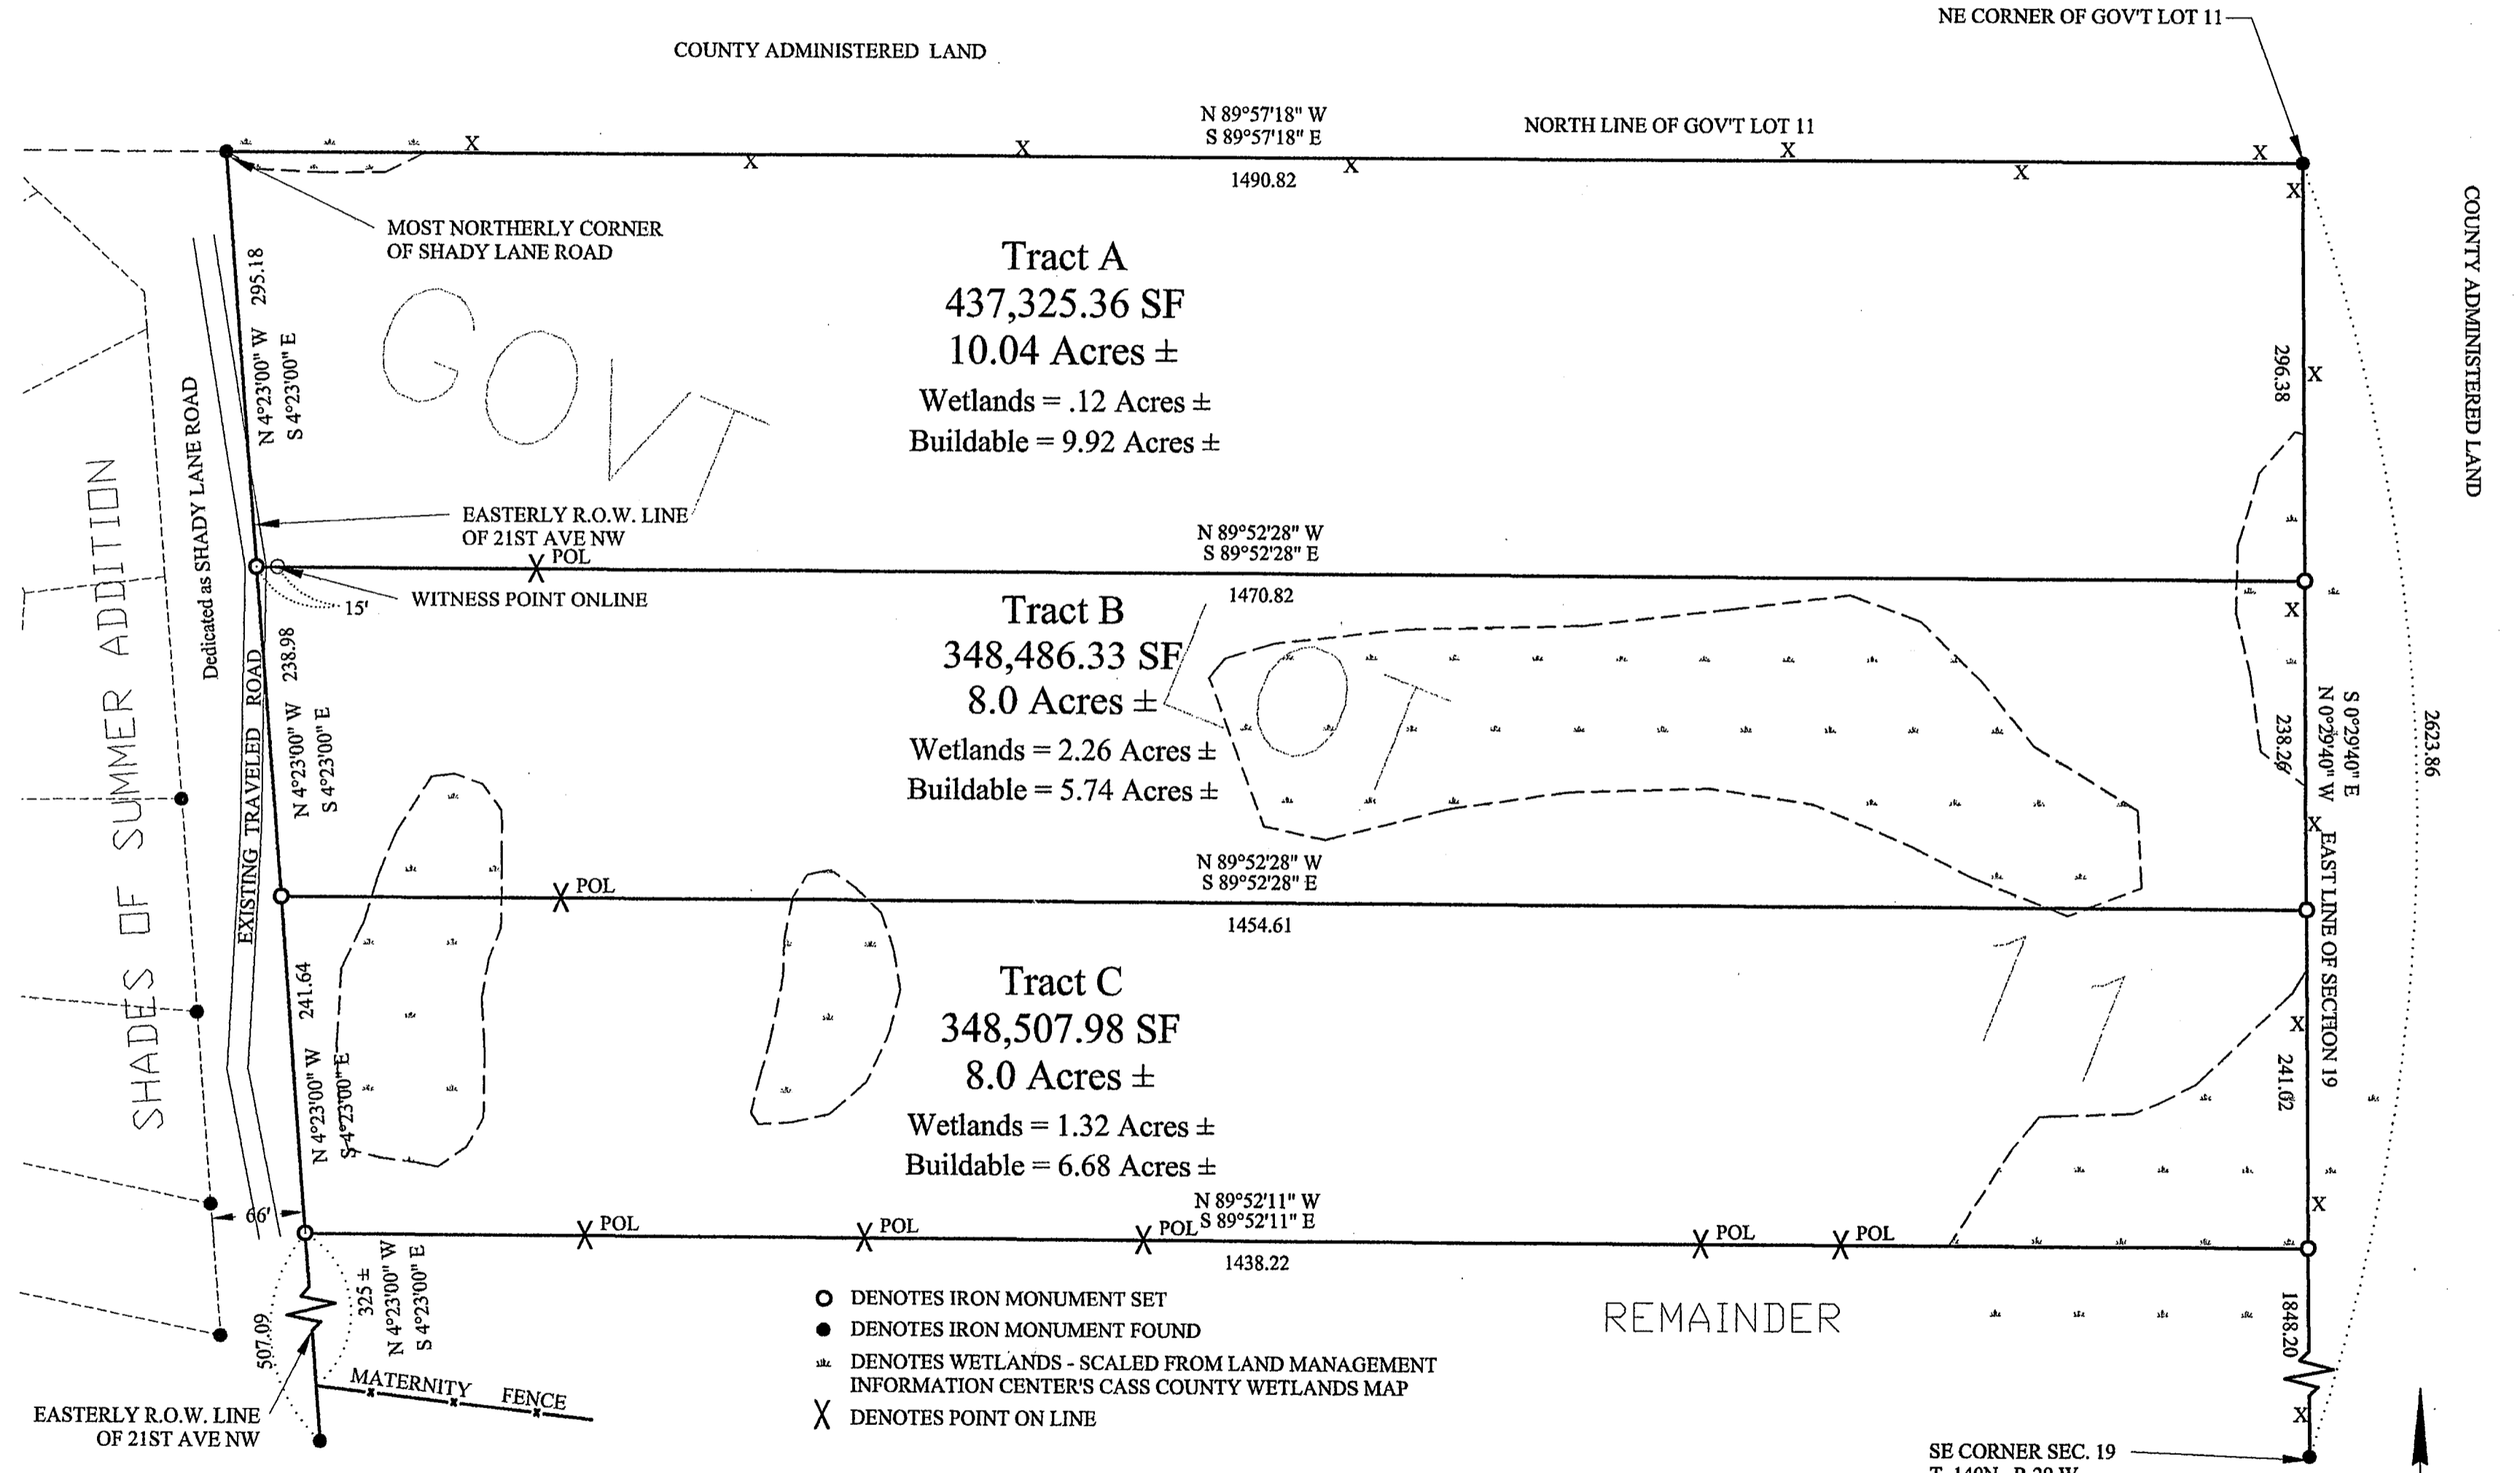 NE CORNER OF GOV'T LOT 11
COUNTY ADMINISTERED LAND
N 89°57'18" W
S 89°57'18" E
NORTH LINE OF GOV'T LOT 11
X X X X X X X
1490.82
X
MOST NORTHERLY CORNER
OF SHADY LANE ROAD
COUNTY ADMINISTERED LAND
295.18
N 4°23'00" W
S 4°23'00" E
Tract A
437,325.36 SF
10.04 Acres ±
Wetlands = .12 Acres ±
Buildable = 9.92 Acres ±
GOVT
296.38
X
Dedicated as SHADY LANE ROAD
SHADES OF SUMMER ADDITION
EASTERLY R.O.W. LINE
OF 21ST AVE NW
POL
N 89°52'28" W
S 89°52'28" E
1470.82
15'
WITNESS POINT ONLINE
X
238.98
N 4°23'00" W
S 4°23'00" E
EXISTING TRAVELED ROAD
Tract B
348,486.33 SF
8.0 Acres ±
Wetlands = 2.26 Acres ±
Buildable = 5.74 Acres ±
LOT
238.26
S 0°29'40" E
N 0°29'40" W
2623.86
X
EAST LINE OF SECTION 19
POL
N 89°52'28" W
S 89°52'28" E
1454.61
241.64
N 4°23'00" W
S 4°23'00" E
Tract C
348,507.98 SF
8.0 Acres ±
Wetlands = 1.32 Acres ±
Buildable = 6.68 Acres ±
11
X
241.02
X
66'
POL
POL
POL
N 89°52'11" W
S 89°52'11" E
POL
POL
1438.22
507.09
325 ±
N 4°23'00" W
S 4°23'00" E
DENOTES IRON MONUMENT SET
DENOTES IRON MONUMENT FOUND
DENOTES WETLANDS - SCALED FROM LAND MANAGEMENT
INFORMATION CENTER'S CASS COUNTY WETLANDS MAP
X DENOTES POINT ON LINE
REMAINDER
1848.20
X
MATERNITY FENCE
EASTERLY R.O.W. LINE
OF 21ST AVE NW
SE CORNER SEC. 19